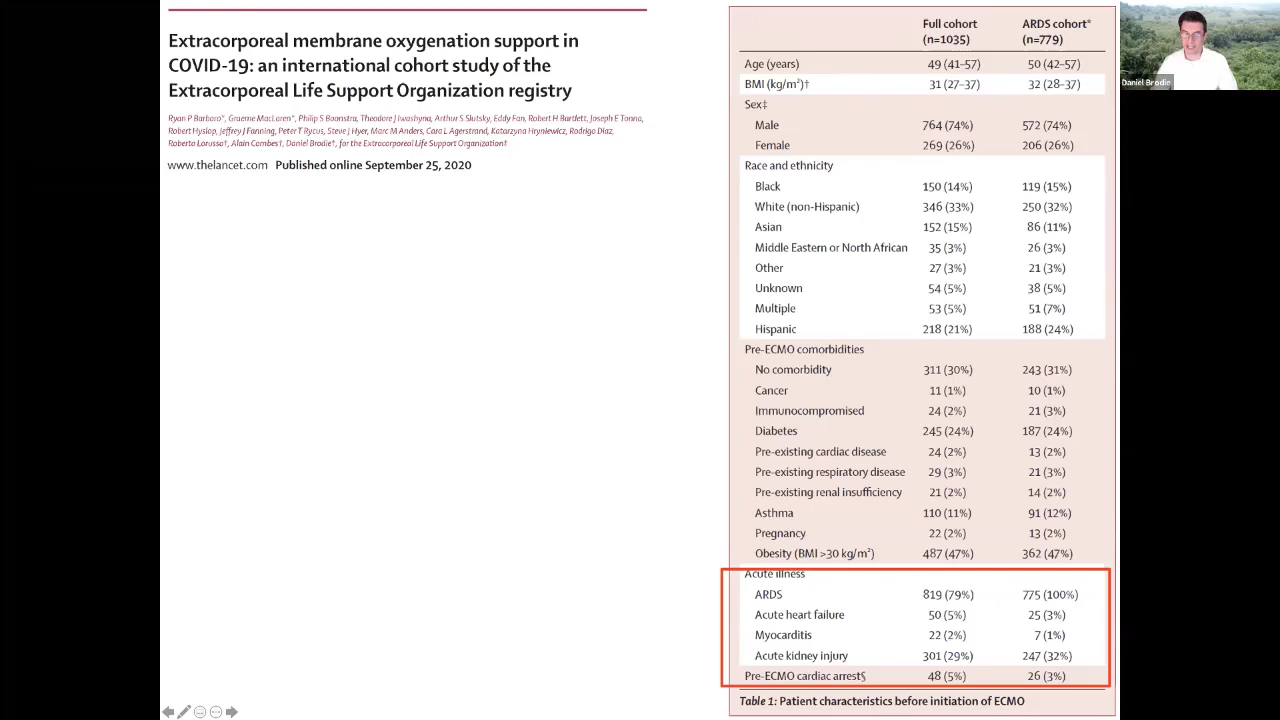 Extracorporeal membrane oxygenation support in
COVID-19: an international cohort study of the
Extracorporeal Life Support Organization registry
Ryan P Barbaro*, Graeme MacLaren*, Philip S Boonstra, Theodore J Iwashyna, Arthur S Slutsky, Eddy Fan, Robert H Bartlett, Joseph E Tonna,
Robert Hyslop, Jeffrey J Fanning, Peter T Rycus, Steve J Hyer, Marc M Anders, Cara L Agerstrand, Katarzyna Hryniewicz, Rodrigo Diaz,
Roberto Lorusso†, Alain Combes†, Daniel Brodie†, for the Extracorporeal Life Support Organization†
www.thelancet.com Published online September 25, 2020
Full cohort (n=1035) ARDS cohort* (n=779)
Age (years) 49 (41–57) 50 (42–57)
BMI (kg/m²)† 31 (27–37) 32 (28–37)
Sex‡
Male 764 (74%) 572 (74%)
Female 269 (26%) 206 (26%)
Race and ethnicity
Black 150 (14%) 119 (15%)
White (non-Hispanic) 346 (33%) 250 (32%)
Asian 152 (15%) 86 (11%)
Middle Eastern or North African 35 (3%) 26 (3%)
Other 27 (3%) 21 (3%)
Unknown 54 (5%) 38 (5%)
Multiple 53 (5%) 51 (7%)
Hispanic 218 (21%) 188 (24%)
Pre-ECMO comorbidities
No comorbidity 311 (30%) 243 (31%)
Cancer 11 (1%) 10 (1%)
Immunocompromised 24 (2%) 21 (3%)
Diabetes 245 (24%) 187 (24%)
Pre-existing cardiac disease 24 (2%) 13 (2%)
Pre-existing respiratory disease 29 (3%) 21 (3%)
Pre-existing renal insufficiency 21 (2%) 14 (2%)
Asthma 110 (11%) 91 (12%)
Pregnancy 22 (2%) 13 (2%)
Obesity (BMI >30 kg/m²) 487 (47%) 362 (47%)
Acute illness
ARDS 819 (79%) 775 (100%)
Acute heart failure 50 (5%) 25 (3%)
Myocarditis 22 (2%) 7 (1%)
Acute kidney injury 301 (29%) 247 (32%)
Pre-ECMO cardiac arrest§ 48 (5%) 26 (3%)
Table 1: Patient characteristics before initiation of ECMO
Daniel Brodie